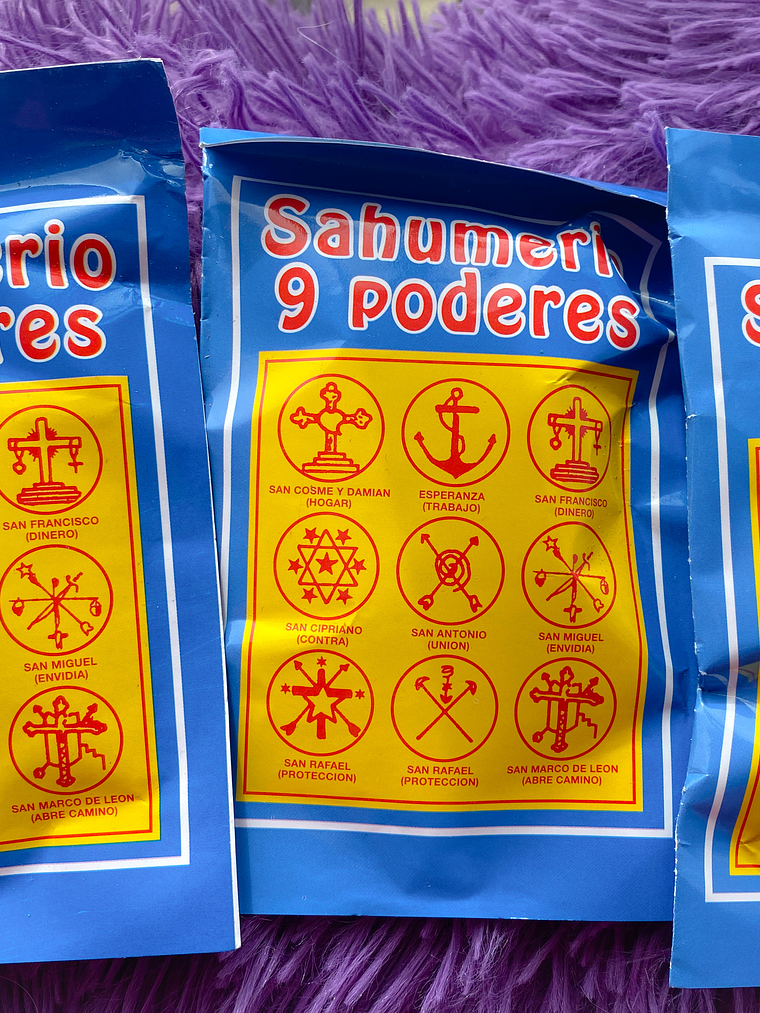 erio
res
SAN FRANCISCO
(DINERO)
SAN MIGUEL
(ENVIDIA)
SAN MARCO DE LEON
(ABRE CAMINO)
Sahumeri
9 poderes
SAN COSME Y DAMIAN
(HOGAR)
ESPERANZA
(TRABAJO)
SAN FRANCISCO
(DINERO)
SAN CIPRIANO
(CONTRA)
SAN ANTONIO
(UNION)
SAN MIGUEL
(ENVIDIA)
SAN RAFAEL
(PROTECCION)
SAN RAFAEL
(PROTECCION)
SAN MARCO DE LEON
(ABRE CAMINO)
S